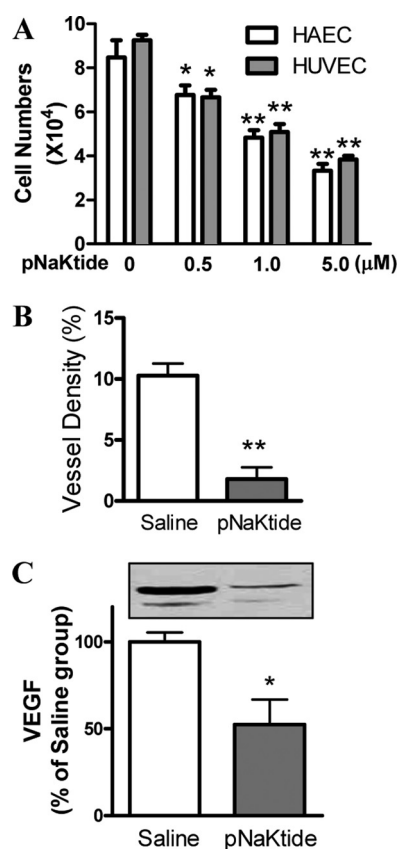 A
HAEC
HUVEC
Cell Numbers
(X10⁴)
10
8
6
4
2
0
* *
** **
** **
pNaKtide 0 0.5 1.0 5.0 (μM)
B
Vessel Density (%)
15
10
5
0
**
Saline pNaKtide
C
VEGF
(% of Saline group)
100
50
0
*
Saline pNaKtide